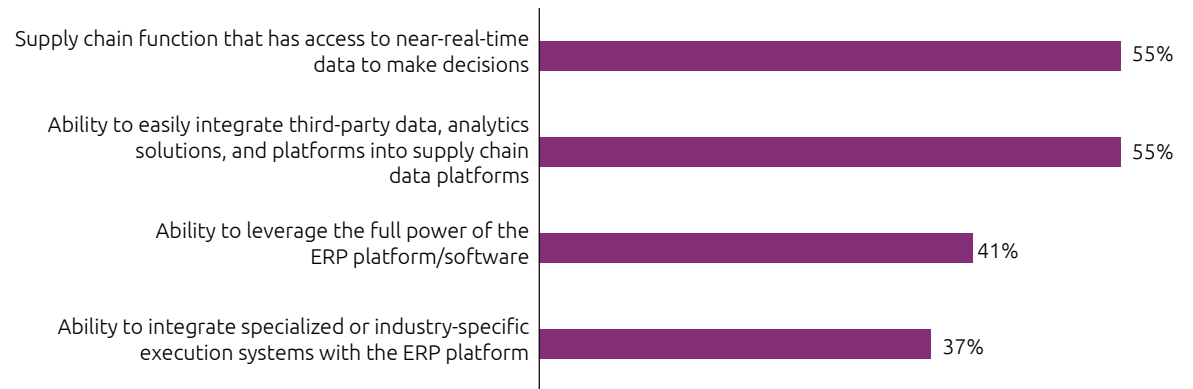 Supply chain function that has access to near-real-time
data to make decisions
55%
Ability to easily integrate third-party data, analytics
solutions, and platforms into supply chain
data platforms
55%
Ability to leverage the full power of the
ERP platform/software
41%
Ability to integrate specialized or industry-specific
execution systems with the ERP platform
37%